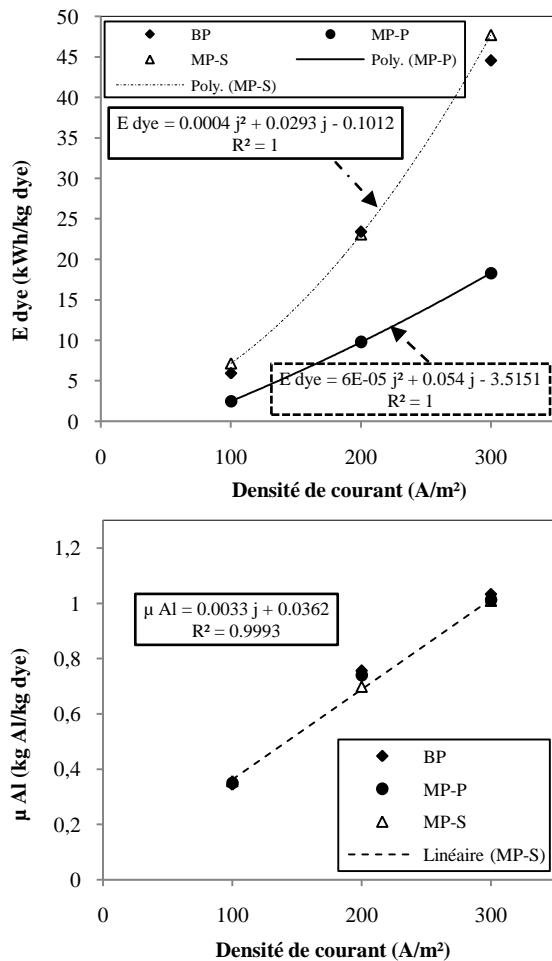 50
45
40
35
30
25
20
15
10
5
0
E dye (kWh/kg dye)
BP MP-P
MP-S Poly. (MP-P)
Poly. (MP-S)
E dye = 0.0004 j² + 0.0293 j - 0.1012
R² = 1
E dye = 6E-05 j² + 0.054 j - 3.5151
R² = 1
0 100 200 300
Densité de courant (A/m²)
1,2
1
0,8
0,6
0,4
0,2
0
µ Al (kg Al/kg dye)
µ Al = 0.0033 j + 0.0362
R² = 0.9993
BP
MP-P
MP-S
Linéaire (MP-S)
0 100 200 300
Densité de courant (A/m²)